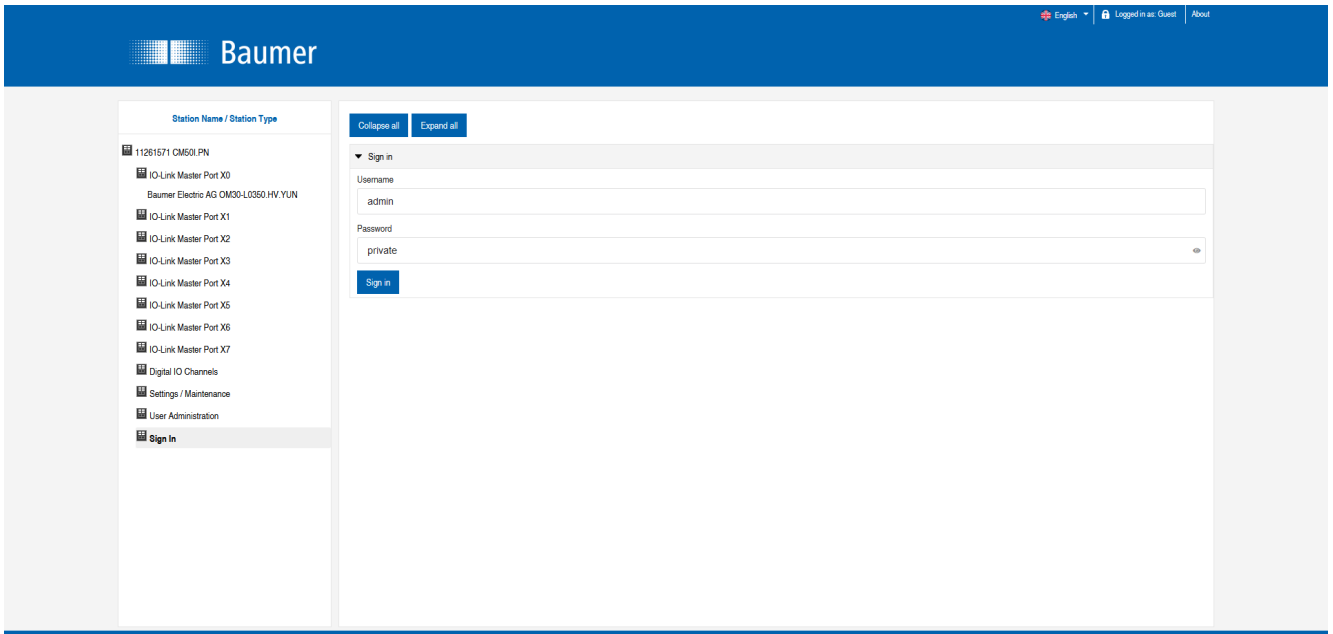 English
Logged in as: Guest
About
Baumer
Station Name / Station Type
11261571 CM50I.PN
IO-Link Master Port X0
Baumer Electric AG OM30-L0350.HV.YUN
IO-Link Master Port X1
IO-Link Master Port X2
IO-Link Master Port X3
IO-Link Master Port X4
IO-Link Master Port X5
IO-Link Master Port X6
IO-Link Master Port X7
Digital IO Channels
Settings / Maintenance
User Administration
Sign In
Collapse all
Expand all
Sign in
Username
admin
Password
private
Sign in